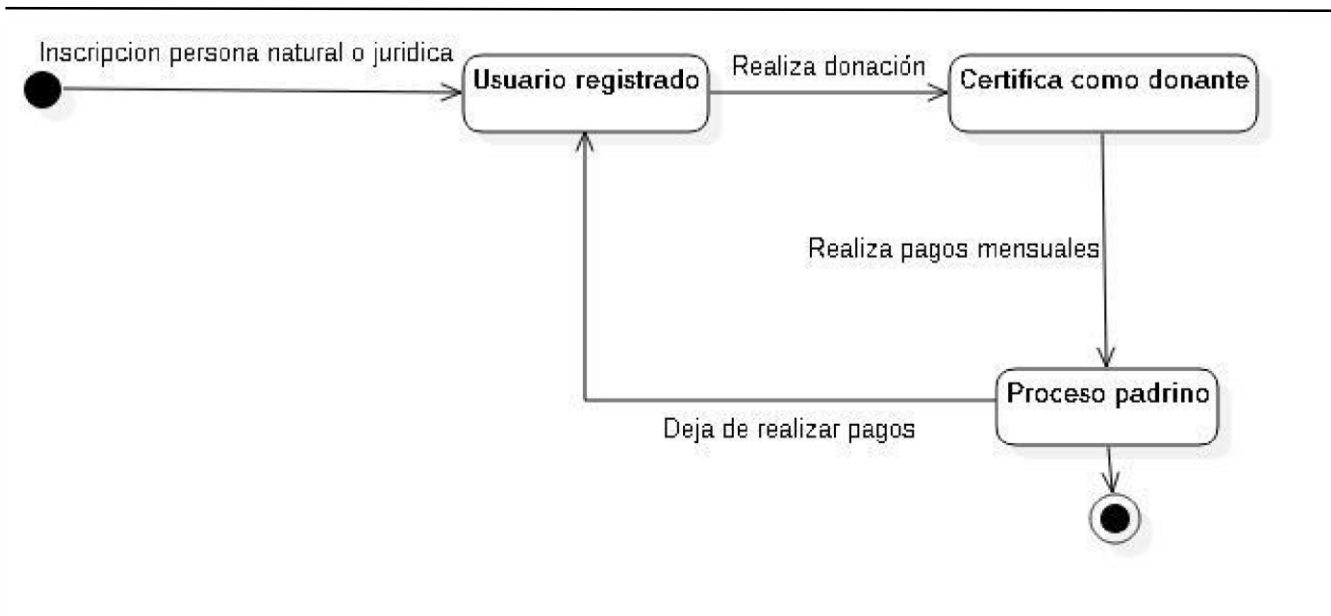 Inscripcion persona natural o juridica
Usuario registrado
Realiza donación
Certifica como donante
Realiza pagos mensuales
Proceso padrino
Deja de realizar pagos